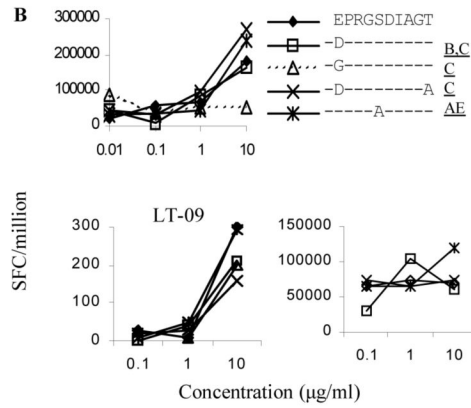 B
300000
200000
100000
0
0.01 0.1 1 10
EPRGSDIAGT
-D-------- B,C
-G-------- C
-D-------A C
-----A---- AE
SFC/million
LT-09
300
200
100
0
0.1 1 10
150000
100000
50000
0
0.1 1 10
Concentration (μg/ml)